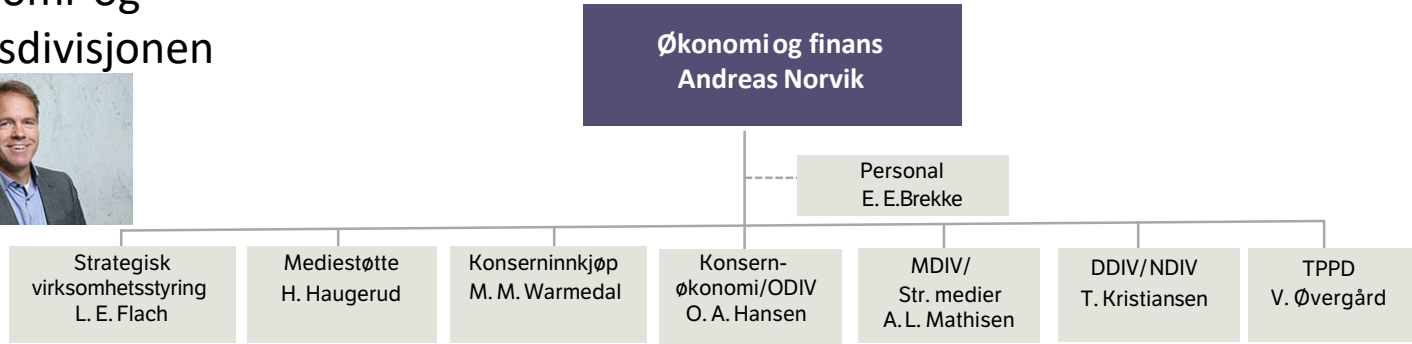 og
sdivisjonen
Økonomi og finans
Andreas Norvik
Personal
E. E.Brekke
Strategisk
virksomhetsstyring
L. E. Flach
Mediestøtte
H. Haugerud
Konserninnkjøp
M. M. Warmedal
Konsern-
økonomi/ODIV
O. A. Hansen
MDIV/
Str. medier
A. L. Mathisen
DDIV/NDIV
T. Kristiansen
TPPD
V. Øvergård